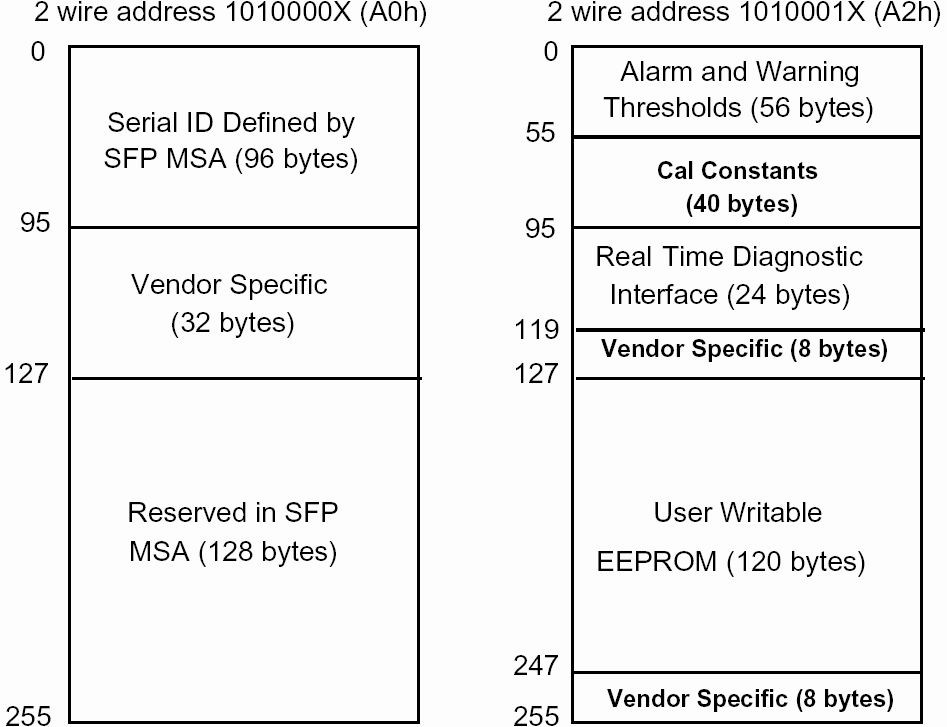 2 wire address 1010000X (A0h)
0
Serial ID Defined by
SFP MSA (96 bytes)
95
Vendor Specific
(32 bytes)
127
Reserved in SFP
MSA (128 bytes)
255
2 wire address 1010001X (A2h)
0
Alarm and Warning
Thresholds (56 bytes)
55
Cal Constants
(40 bytes)
95
Real Time Diagnostic
Interface (24 bytes)
119
Vendor Specific (8 bytes)
127
User Writable
EEPROM (120 bytes)
247
Vendor Specific (8 bytes)
255